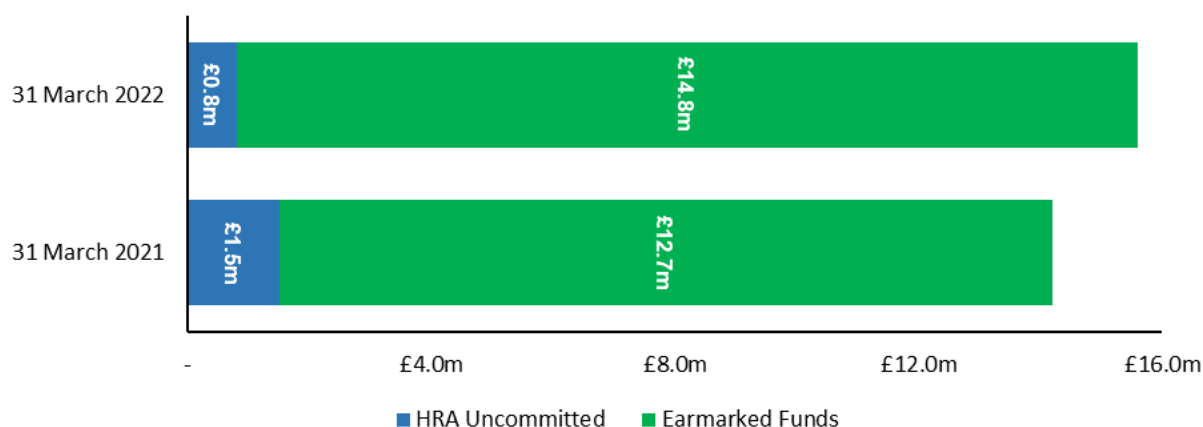 31 March 2022
£0.8m
£14.8m
31 March 2021
£1.5m
£12.7m
- £4.0m £8.0m £12.0m £16.0m
HRA Uncommitted Earmarked Funds